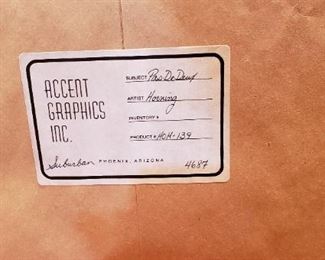 ACCENT
GRAPHICS
INC.
SUBJECT Pas De Deux
ARTIST Horning
INVENTORY #
PRODUCT # HOH-139
Suburban PHOENIX, ARIZONA
4687